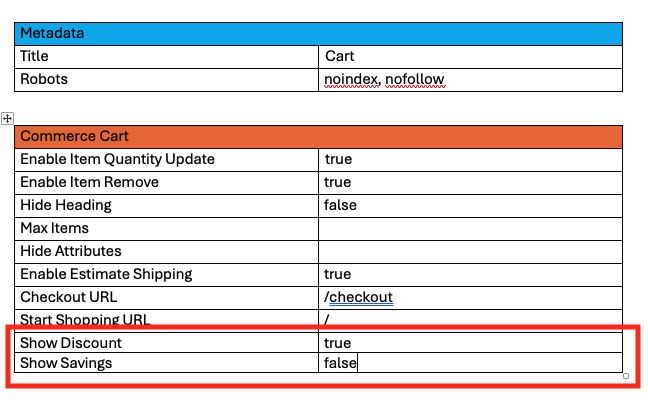 Metadata
Title Cart
Robots noindex, nofollow
Commerce Cart
Enable Item Quantity Update true
Enable Item Remove true
Hide Heading false
Max Items
Hide Attributes
Enable Estimate Shipping true
Checkout URL /checkout
Start Shopping URL /
Show Discount true
Show Savings false